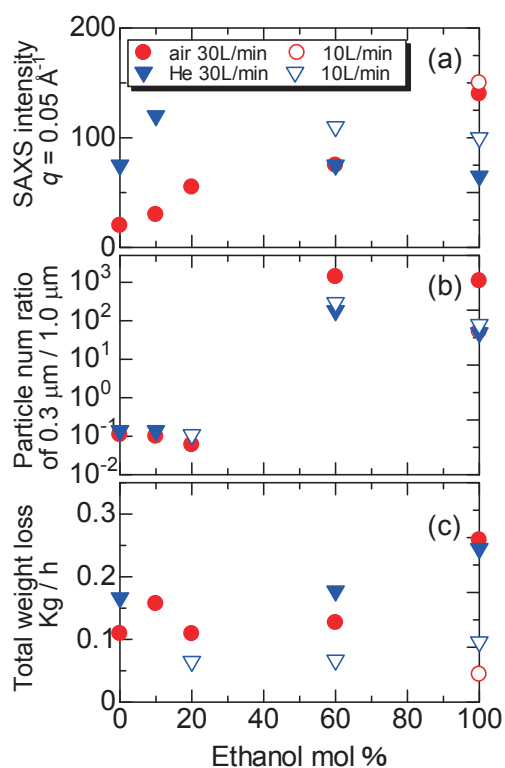 200
air 30L/min 10L/min
He 30L/min 10L/min
(a)
SAXS intensity
q = 0.05 Å⁻¹
100
0
10³
(b)
10²
10¹
10⁰
10⁻¹
10⁻²
Particle num ratio
of 0.3 μm / 1.0 μm
(c)
0.3
0.2
0.1
0
Total weight loss
Kg / h
0 20 40 60 80 100
Ethanol mol %